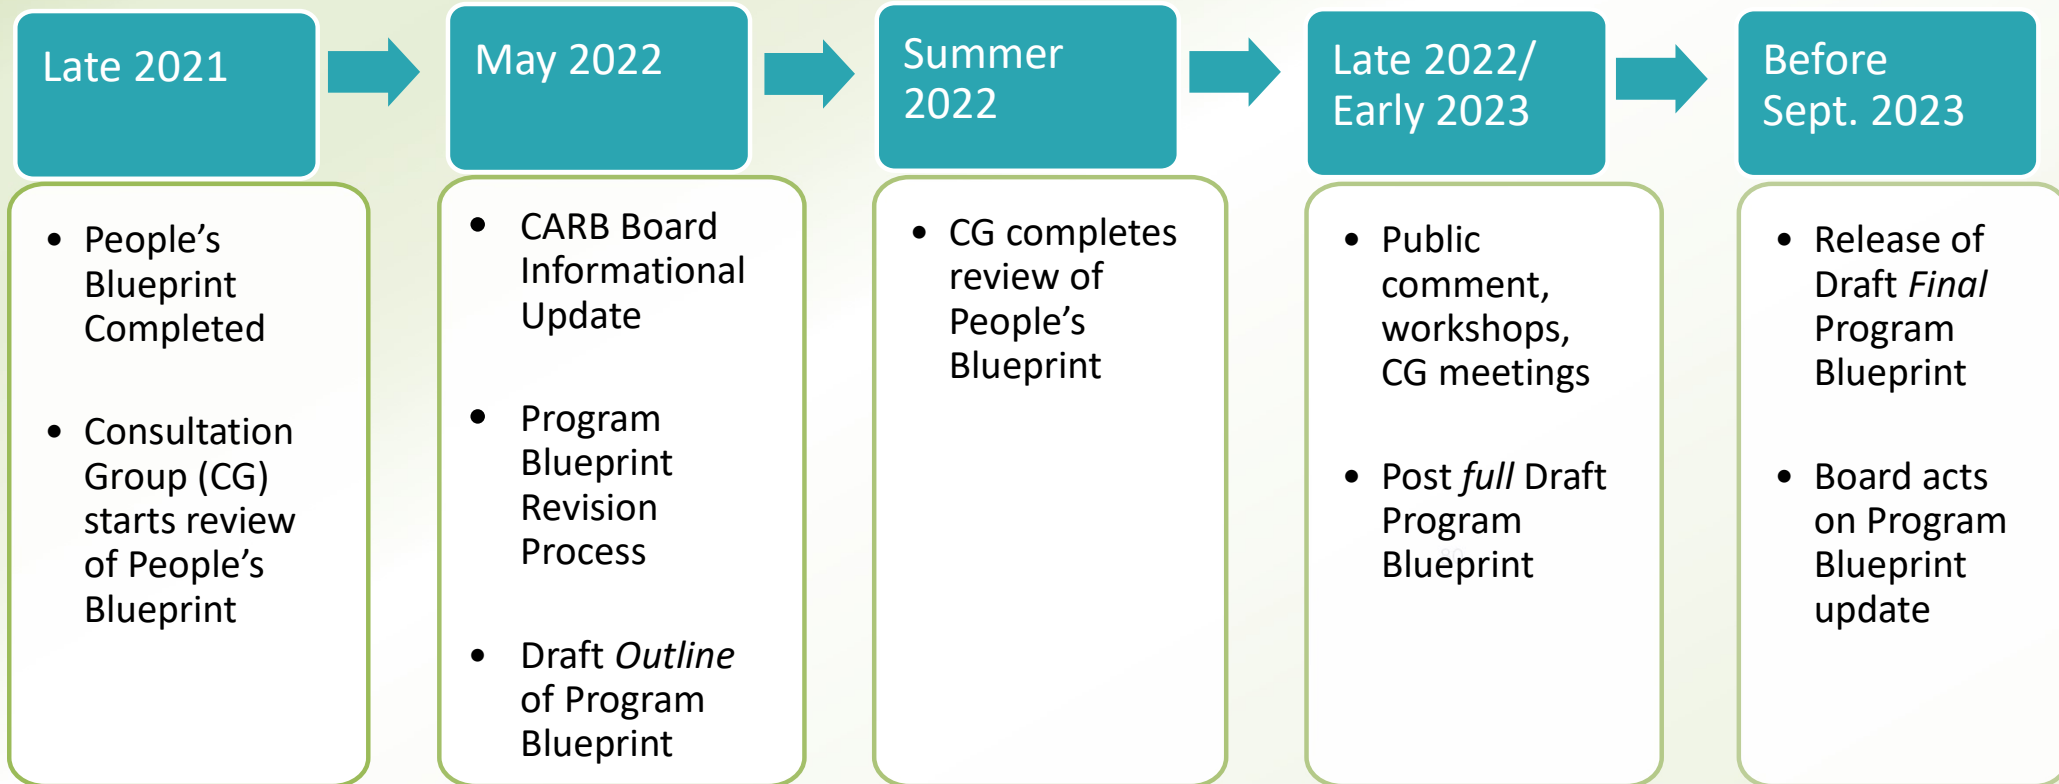 Late 2021
• People’s
Blueprint
Completed
• Consultation
Group (CG)
starts review
of People’s
Blueprint
May 2022
• CARB Board
Informational
Update
• Program
Blueprint
Revision
Process
• Draft Outline
of Program
Blueprint
Summer
2022
• CG completes
review of
People’s
Blueprint
Late 2022/
Early 2023
• Public
comment,
workshops,
CG meetings
• Post full Draft
Program
Blueprint
Before
Sept. 2023
• Release of
Draft Final
Program
Blueprint
• Board acts
on Program
Blueprint
update